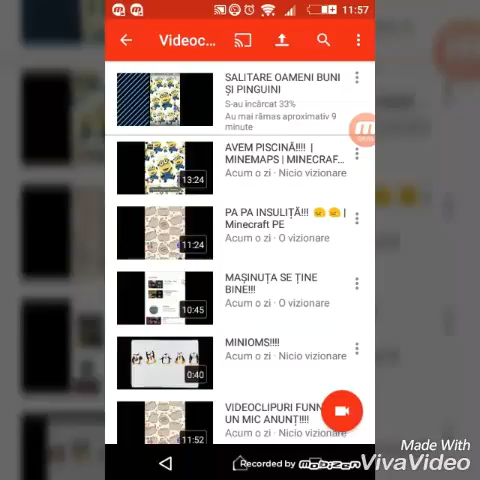 11:57
Videoc...
SALITARE OAMENI BUNI
ȘI PINGUINI
S-au încărcat 33%
Au mai rămas aproximativ 9
minute
AVEM PISCINĂ!!!! |
MINEMAPS | MINECRAF...
Acum o zi · Nicio vizionare
13:24
PA PA INSULIȚĂ!!! 😞 😞 |
Minecraft PE
Acum o zi · O vizionare
11:24
MAȘINUȚA SE ȚINE
BINE!!!
Acum o zi · O vizionare
10:45
MINIOMS!!!!
Acum o zi · Nicio vizionare
0:40
VIDEOCLIPURI FUNN
UN MIC ANUNȚ!!!!
Acum o zi · Nicio vizionare
11:52
Recorded by mobizen
Made With
VivaVideo